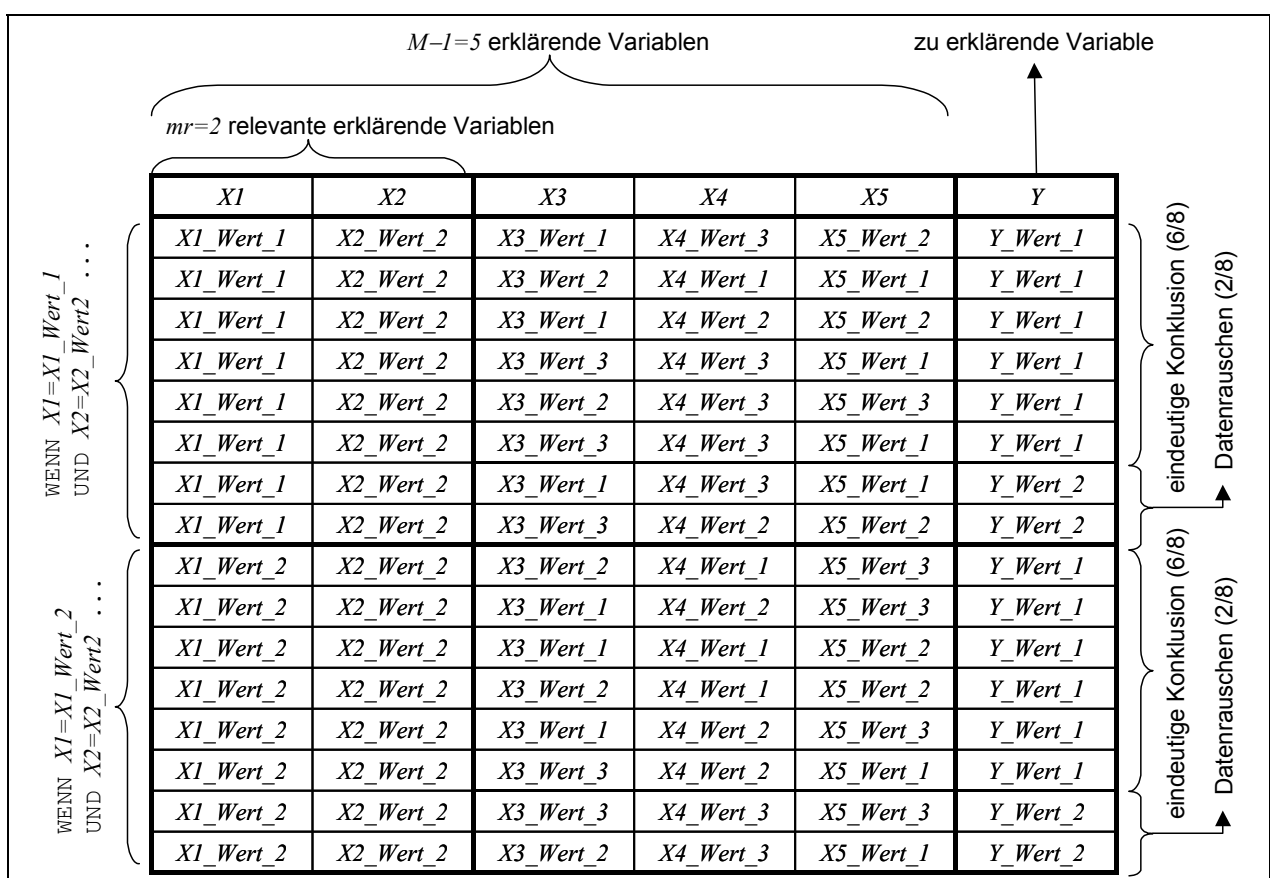 M–1=5 erklärende Variablen zu erklärende Variable
mr=2 relevante erklärende Variablen
X1 X2 X3 X4 X5 Y
X1_Wert_1 X2_Wert_2 X3_Wert_1 X4_Wert_3 X5_Wert_2 Y_Wert_1
X1_Wert_1 X2_Wert_2 X3_Wert_2 X4_Wert_1 X5_Wert_1 Y_Wert_1
X1_Wert_1 X2_Wert_2 X3_Wert_1 X4_Wert_2 X5_Wert_2 Y_Wert_1
X1_Wert_1 X2_Wert_2 X3_Wert_3 X4_Wert_3 X5_Wert_1 Y_Wert_1
X1_Wert_1 X2_Wert_2 X3_Wert_2 X4_Wert_3 X5_Wert_3 Y_Wert_1
X1_Wert_1 X2_Wert_2 X3_Wert_3 X4_Wert_3 X5_Wert_1 Y_Wert_1
X1_Wert_1 X2_Wert_2 X3_Wert_1 X4_Wert_3 X5_Wert_1 Y_Wert_2
X1_Wert_1 X2_Wert_2 X3_Wert_3 X4_Wert_2 X5_Wert_2 Y_Wert_2
X1_Wert_2 X2_Wert_2 X3_Wert_2 X4_Wert_1 X5_Wert_3 Y_Wert_1
X1_Wert_2 X2_Wert_2 X3_Wert_1 X4_Wert_2 X5_Wert_3 Y_Wert_1
X1_Wert_2 X2_Wert_2 X3_Wert_1 X4_Wert_1 X5_Wert_2 Y_Wert_1
X1_Wert_2 X2_Wert_2 X3_Wert_2 X4_Wert_1 X5_Wert_2 Y_Wert_1
X1_Wert_2 X2_Wert_2 X3_Wert_1 X4_Wert_2 X5_Wert_3 Y_Wert_1
X1_Wert_2 X2_Wert_2 X3_Wert_3 X4_Wert_2 X5_Wert_1 Y_Wert_1
X1_Wert_2 X2_Wert_2 X3_Wert_3 X4_Wert_3 X5_Wert_3 Y_Wert_2
X1_Wert_2 X2_Wert_2 X3_Wert_2 X4_Wert_3 X5_Wert_1 Y_Wert_2
WENN X1=X1_Wert_1
UND X2=X2_Wert2 ...
WENN X1=X1_Wert_2
UND X2=X2_Wert2 ...
eindeutige Konklusion (6/8)
Datenrauschen (2/8)
eindeutige Konklusion (6/8)
Datenrauschen (2/8)